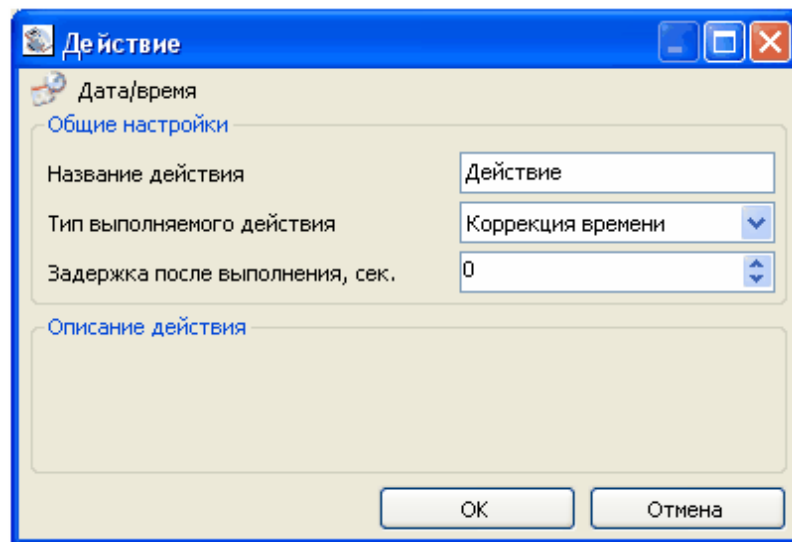 Действие
Дата/время
Общие настройки
Название действия
Действие
Тип выполняемого действия
Коррекция времени
Задержка после выполнения, сек.
0
Описание действия
OK
Отмена